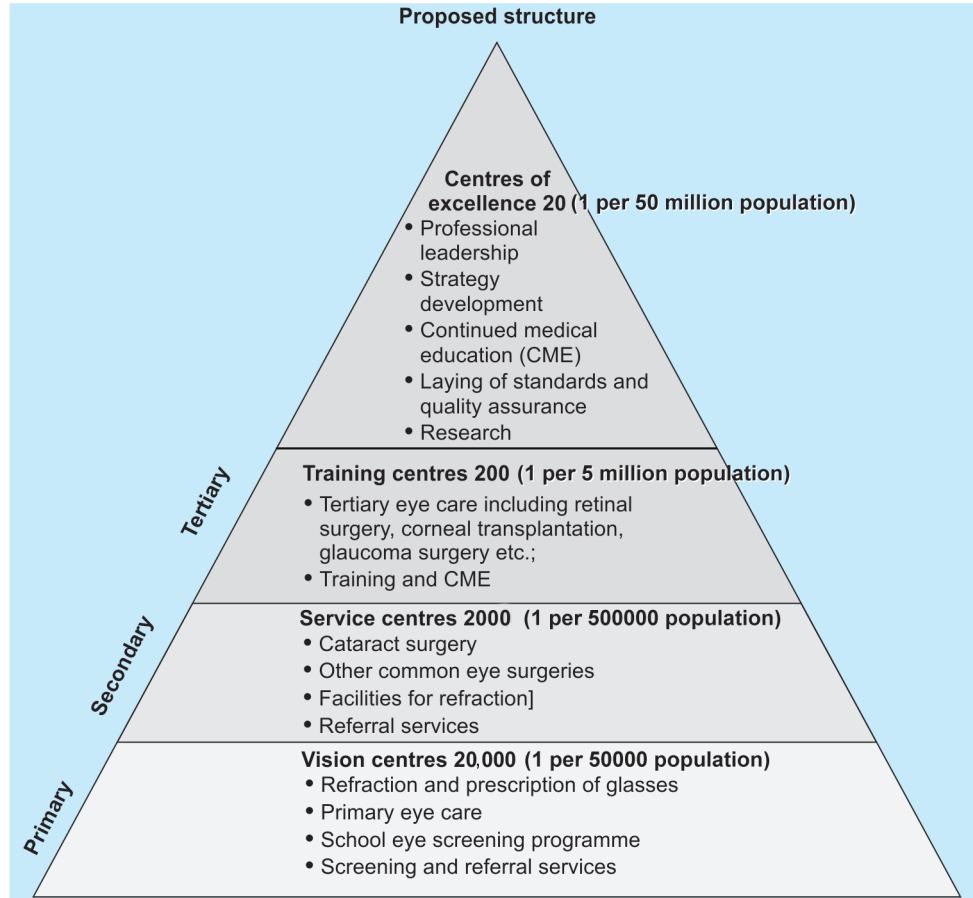 Proposed structure
Centres of
excellence 20 (1 per 50 million population)
• Professional
leadership
• Strategy
development
• Continued medical
education (CME)
• Laying of standards and
quality assurance
• Research
Tertiary
Training centres 200 (1 per 5 million population)
• Tertiary eye care including retinal
surgery, corneal transplantation,
glaucoma surgery etc.;
• Training and CME
Secondary
Service centres 2000 (1 per 500000 population)
• Cataract surgery
• Other common eye surgeries
• Facilities for refraction]
• Referral services
Primary
Vision centres 20,000 (1 per 50000 population)
• Refraction and prescription of glasses
• Primary eye care
• School eye screening programme
• Screening and referral services